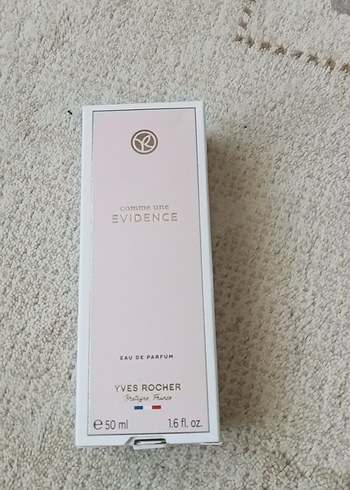 comme une
EVIDENCE
EAU DE PARFUM
YVES ROCHER
Bretagne, France
℮ 50 ml 1.6 fl. oz.